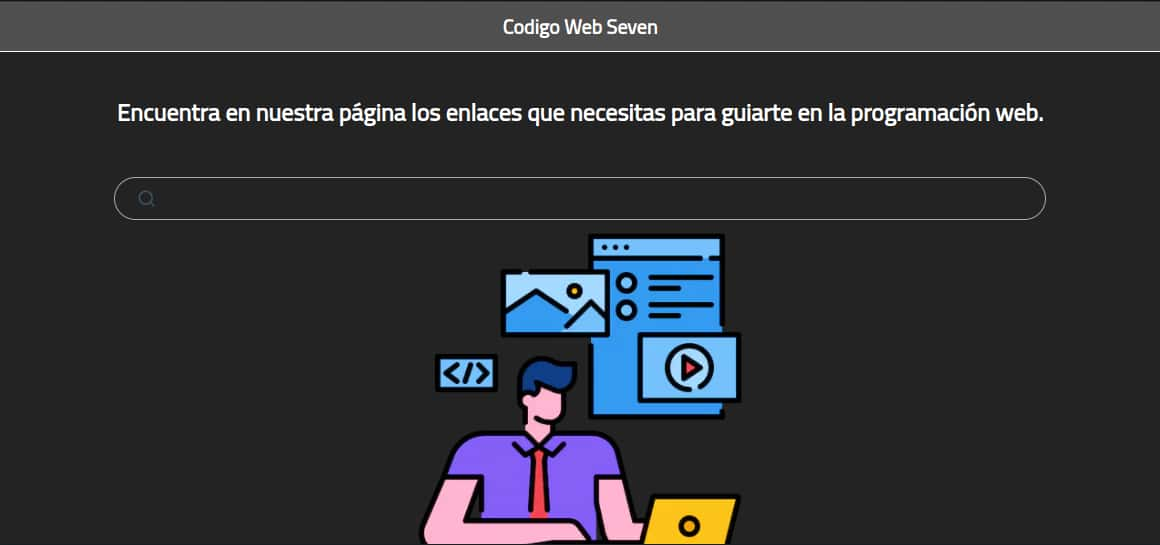 Codigo Web Seven
Encuentra en nuestra página los enlaces que necesitas para guiarte en la programación web.
</>